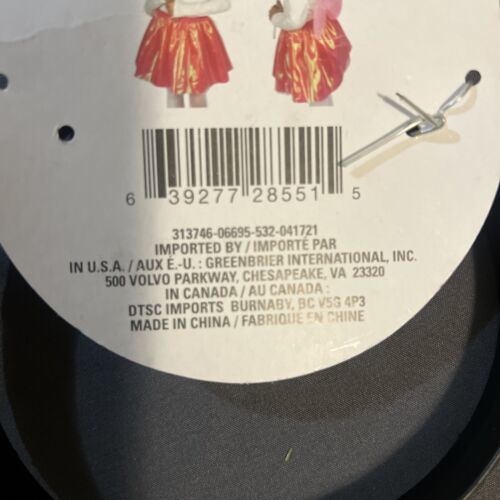 6 39277 28551 5
313746-06695-532-041721
IMPORTED BY / IMPORTÉ PAR
IN U.S.A. / AUX É.-U. : GREENBRIER INTERNATIONAL, INC.
500 VOLVO PARKWAY, CHESAPEAKE, VA 23320
IN CANADA / AU CANADA :
DTSC IMPORTS BURNABY, BC V5G 4P3
MADE IN CHINA / FABRIQUÉ EN CHINE